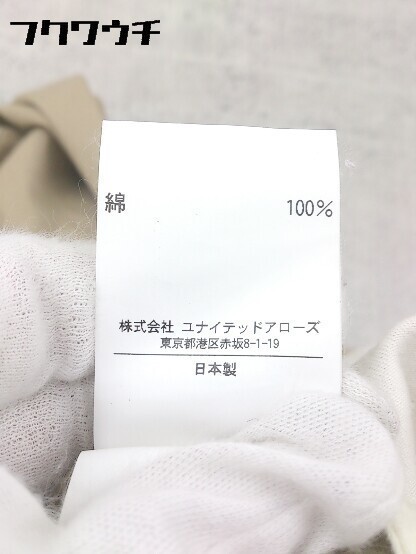 フクワウチ
綿 100%
株式会社 ユナイテッドアローズ
東京都港区赤坂8-1-19
日本製